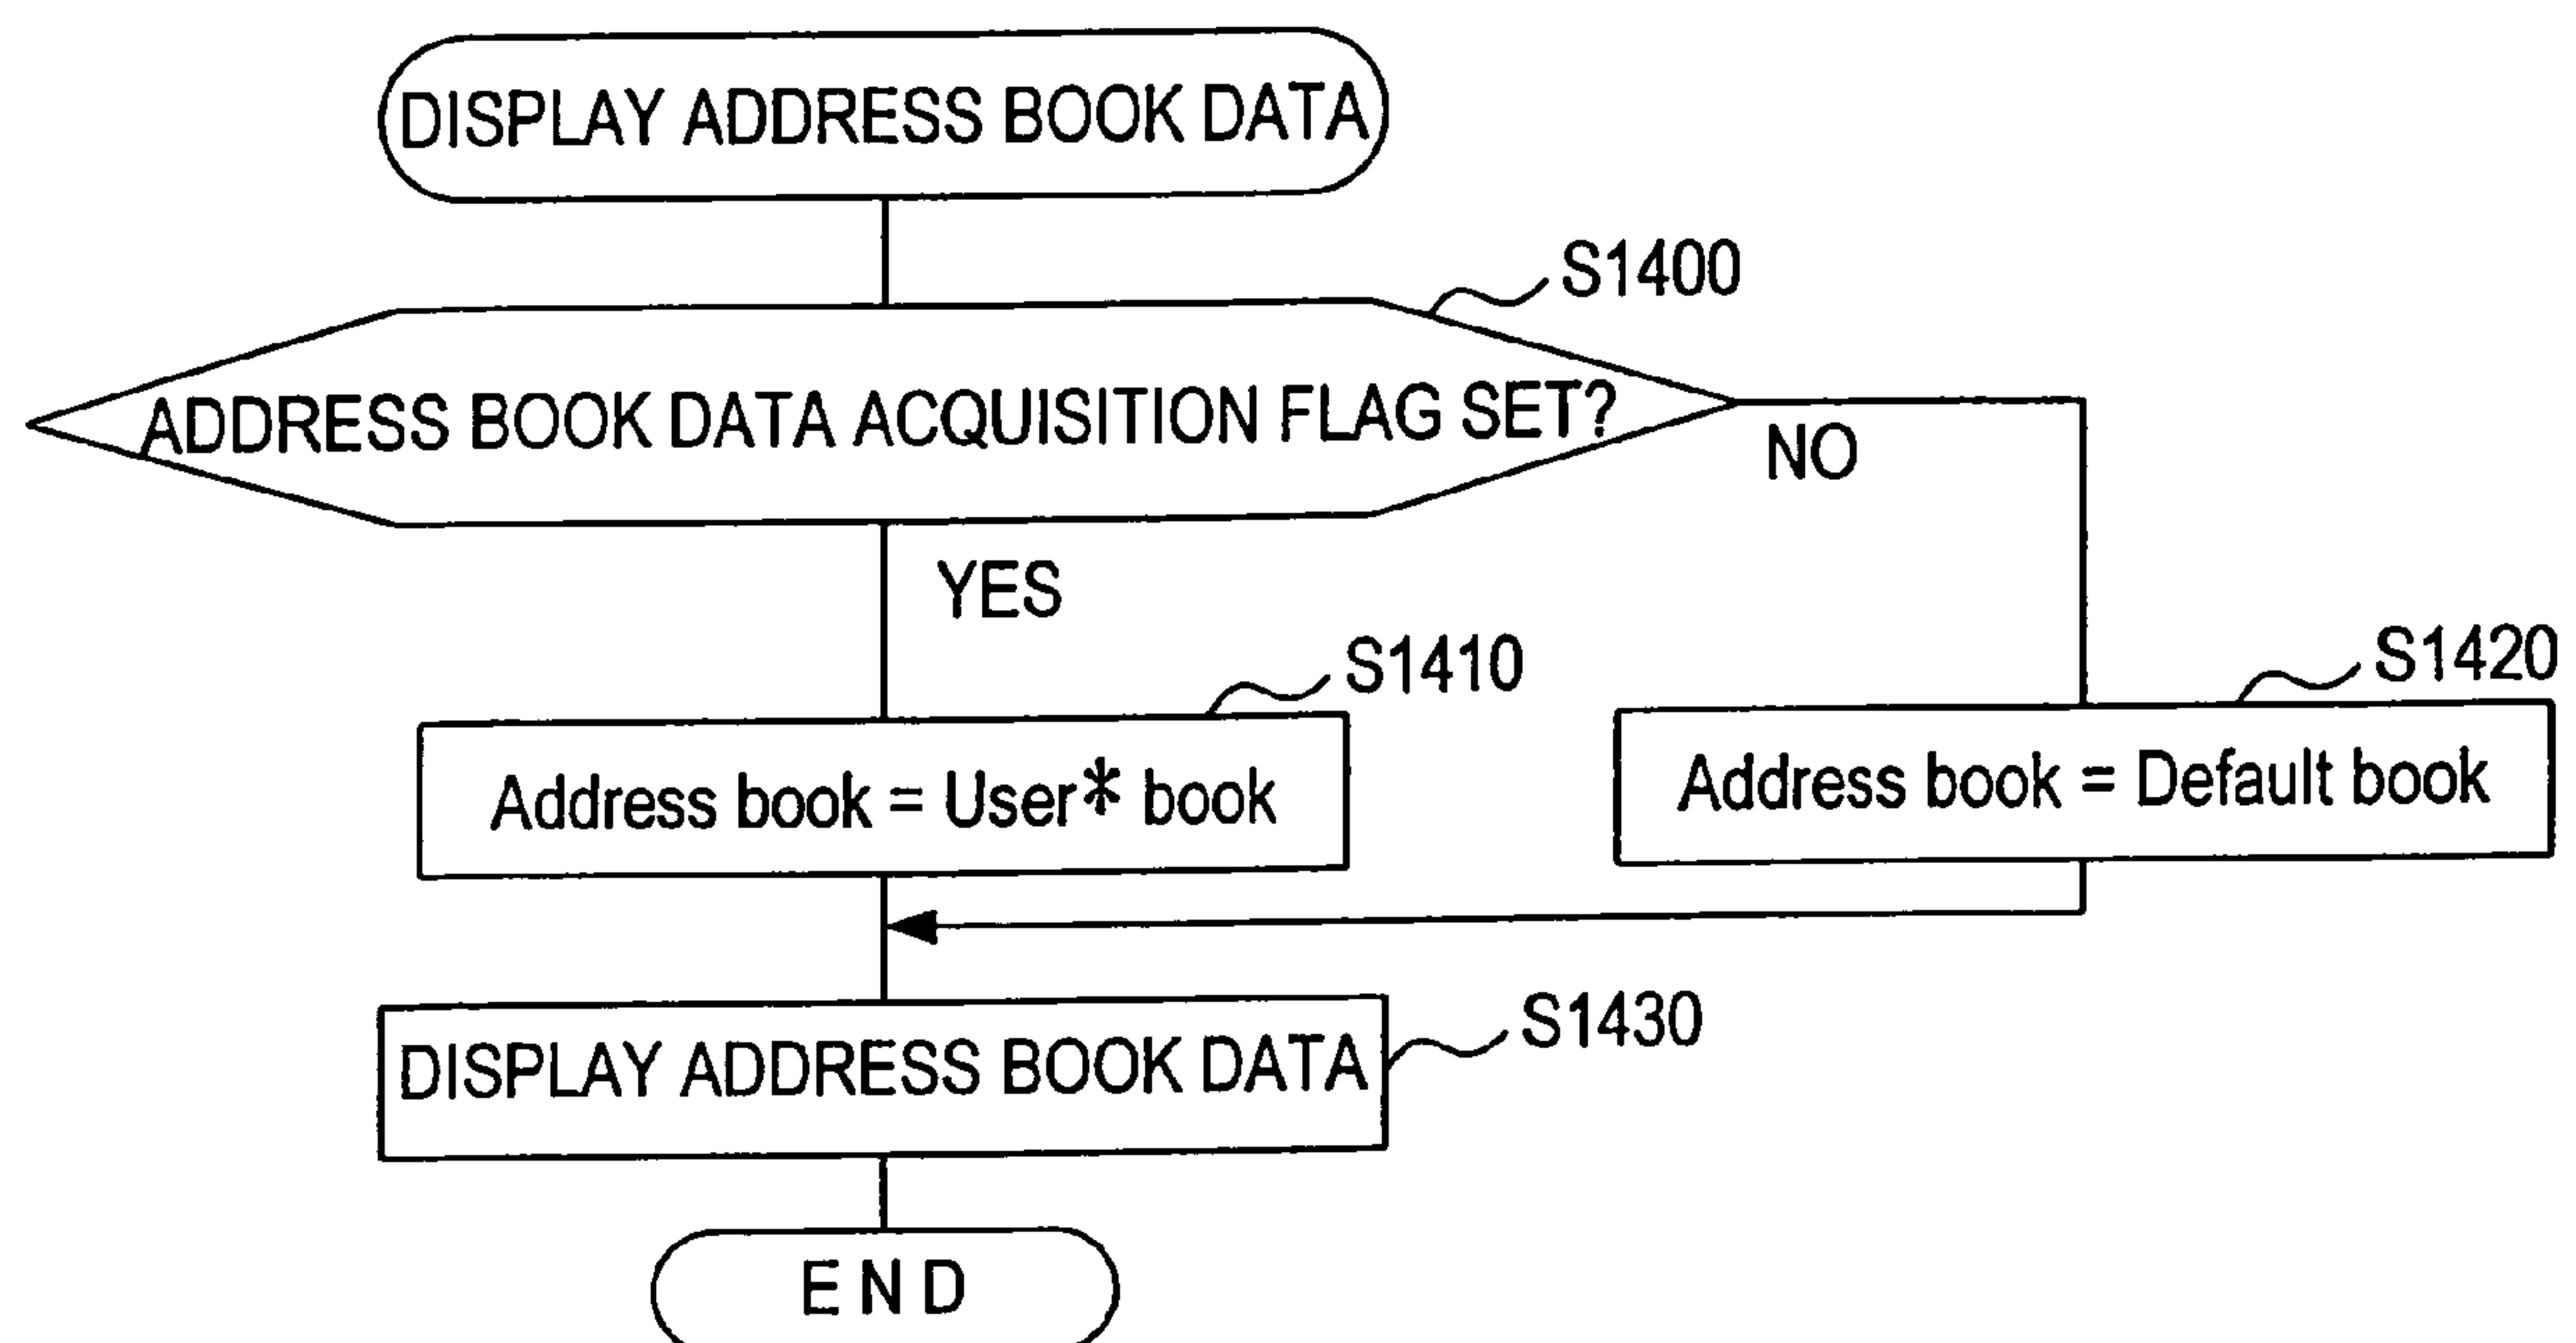 DISPLAY ADDRESS BOOK DATA
S1400
ADDRESS BOOK DATA ACQUISITION FLAG SET?
NO
YES
S1410
S1420
Address book = User* book
Address book = Default book
DISPLAY ADDRESS BOOK DATA
S1430
END